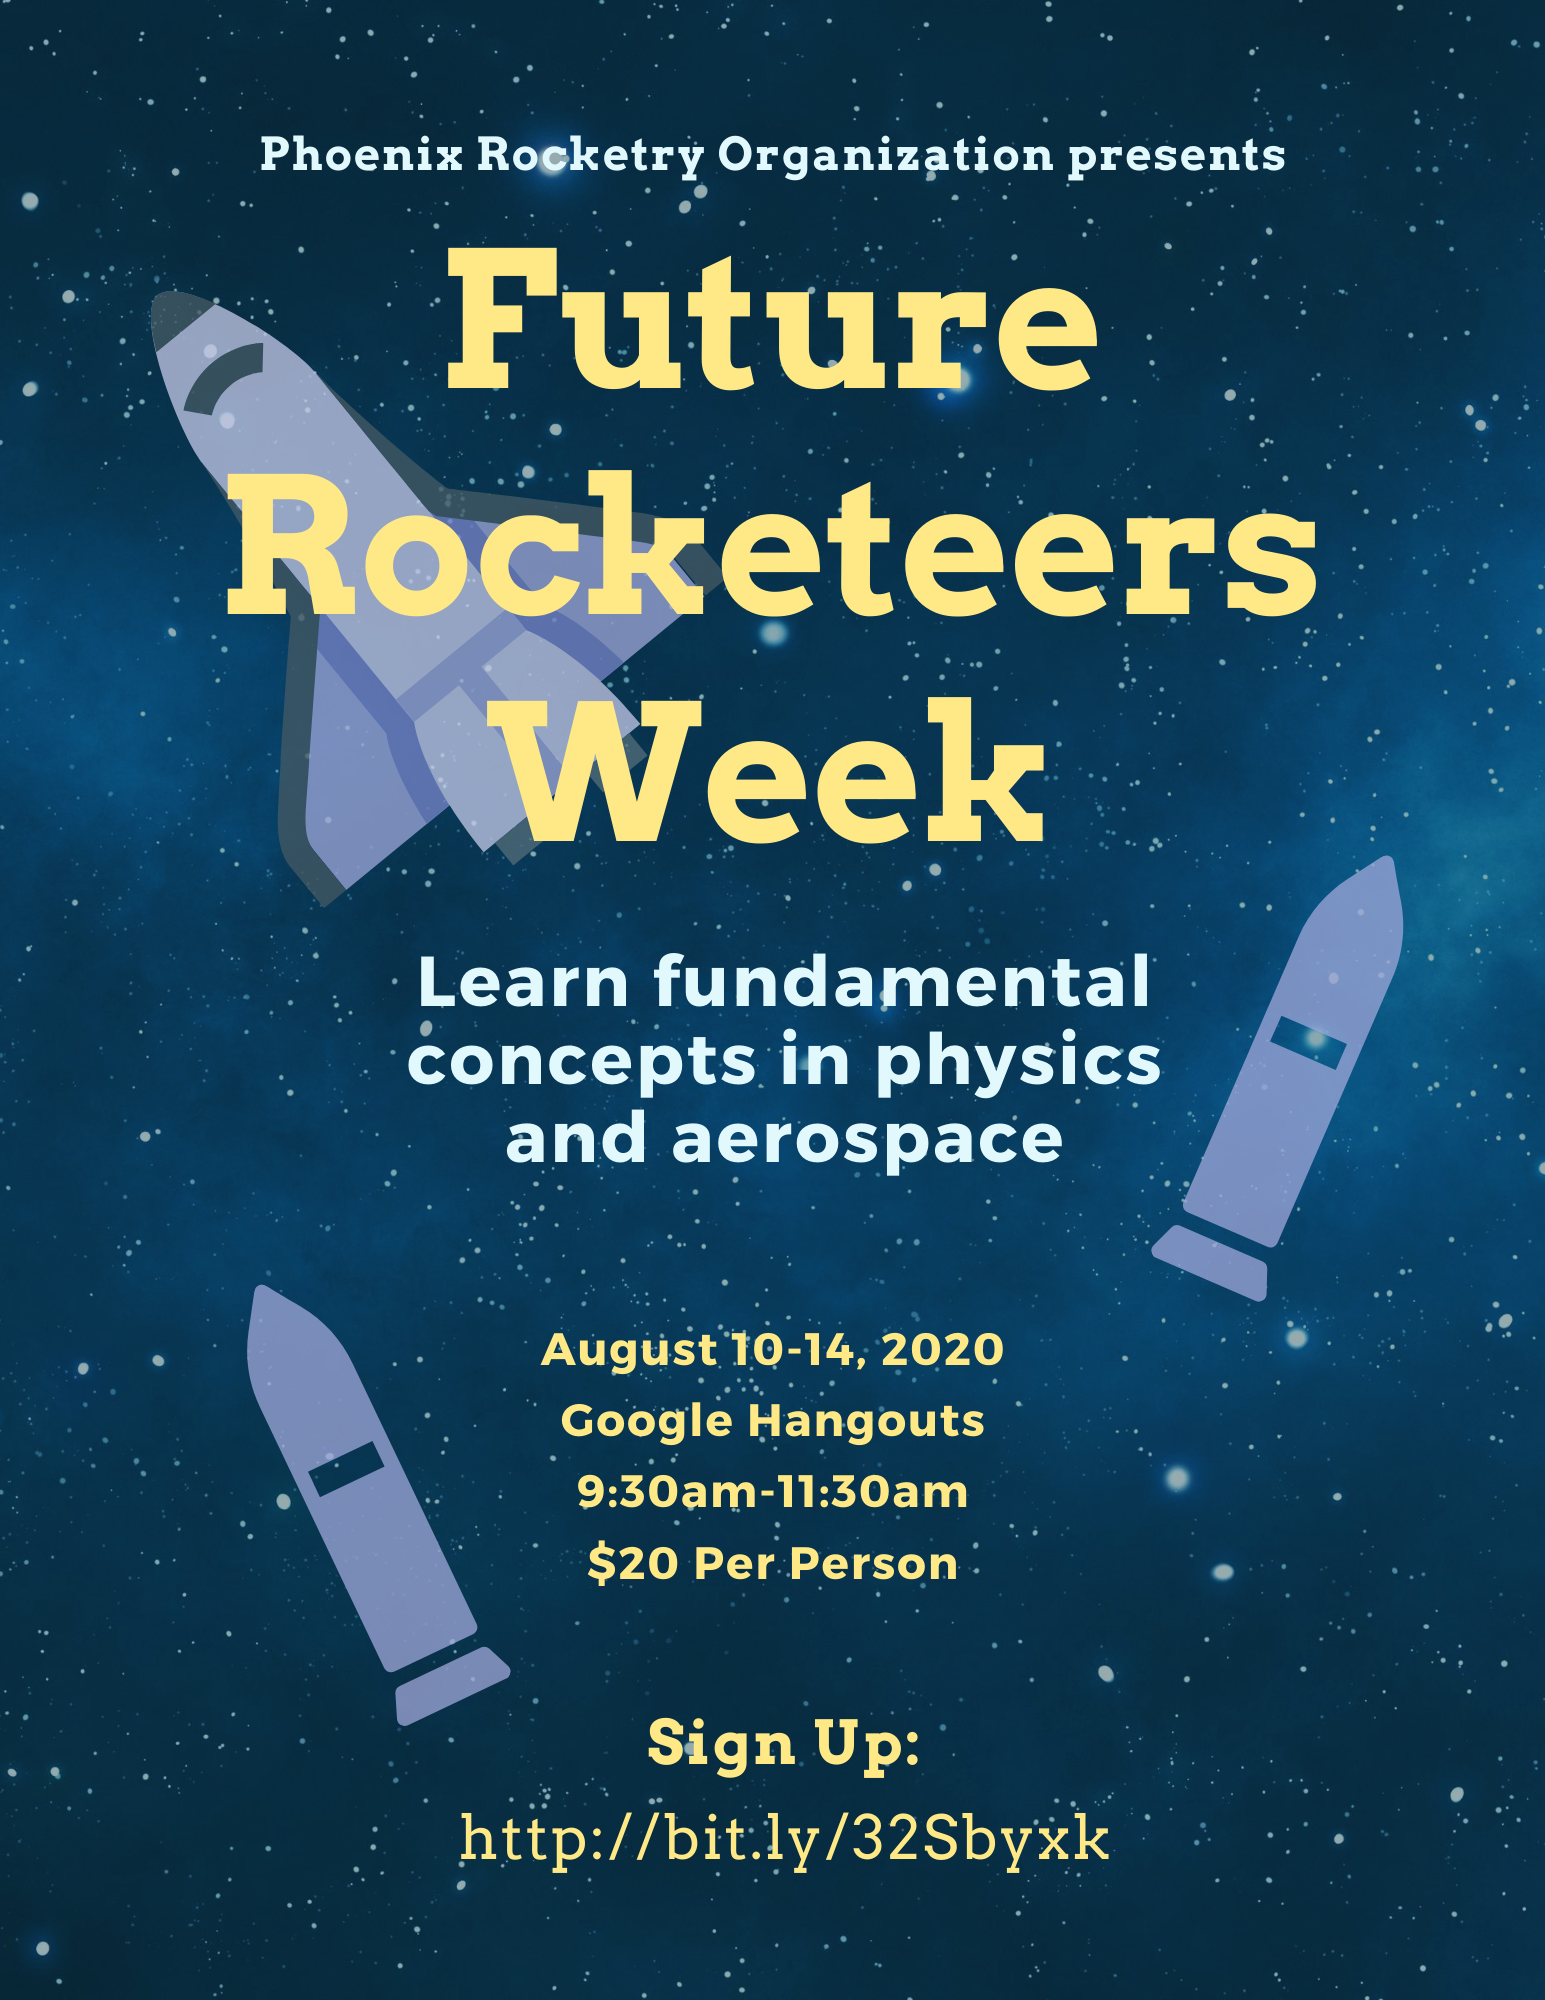 Phoenix Rocketry Organization presents
Future
Rocketeers
Week
Learn fundamental
concepts in physics
and aerospace
August 10-14, 2020
Google Hangouts
9:30am-11:30am
$20 Per Person
Sign Up:
http://bit.ly/32Sbyxk